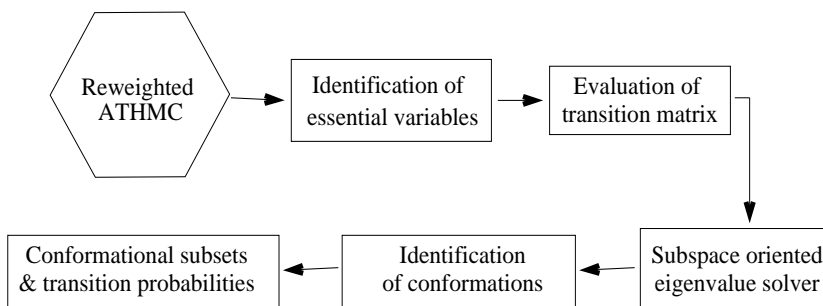 Reweighted
ATHMC
Identification of
essential variables
Evaluation of
transition matrix
Subspace oriented
eigenvalue solver
Identification
of conformations
Conformational subsets
& transition probabilities